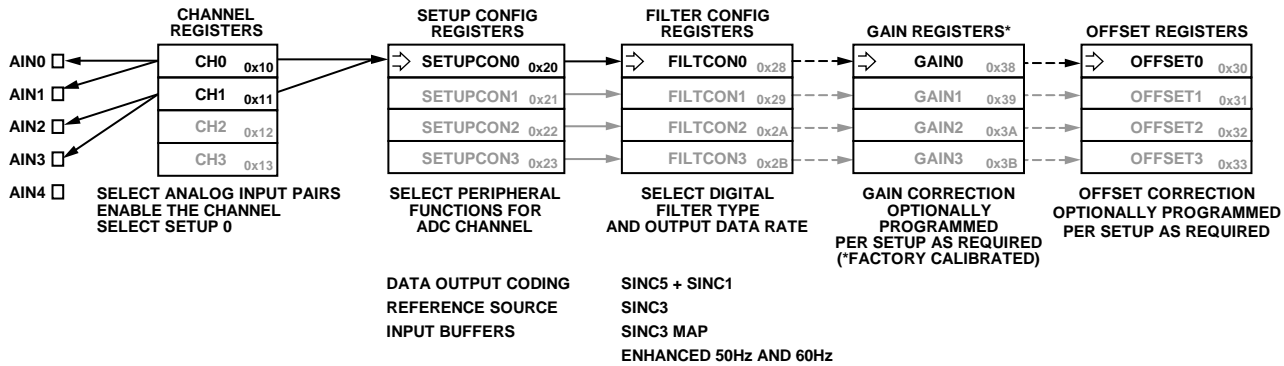 CHANNEL
REGISTERS
SETUP CONFIG
REGISTERS
FILTER CONFIG
REGISTERS
GAIN REGISTERS*
OFFSET REGISTERS
AIN0
AIN1
AIN2
AIN3
AIN4
CH0 0x10
CH1 0x11
CH2 0x12
CH3 0x13
SELECT ANALOG INPUT PAIRS
ENABLE THE CHANNEL
SELECT SETUP 0
SETUPCON0 0x20
SETUPCON1 0x21
SETUPCON2 0x22
SETUPCON3 0x23
SELECT PERIPHERAL
FUNCTIONS FOR
ADC CHANNEL
FILTCON0 0x28
FILTCON1 0x29
FILTCON2 0x2A
FILTCON3 0x2B
SELECT DIGITAL
FILTER TYPE
AND OUTPUT DATA RATE
GAIN0 0x38
GAIN1 0x39
GAIN2 0x3A
GAIN3 0x3B
GAIN CORRECTION
OPTIONALLY
PROGRAMMED
PER SETUP AS REQUIRED
(*FACTORY CALIBRATED)
OFFSET0 0x30
OFFSET1 0x31
OFFSET2 0x32
OFFSET3 0x33
OFFSET CORRECTION
OPTIONALLY PROGRAMMED
PER SETUP AS REQUIRED
DATA OUTPUT CODING
REFERENCE SOURCE
INPUT BUFFERS
SINC5 + SINC1
SINC3
SINC3 MAP
ENHANCED 50Hz AND 60Hz